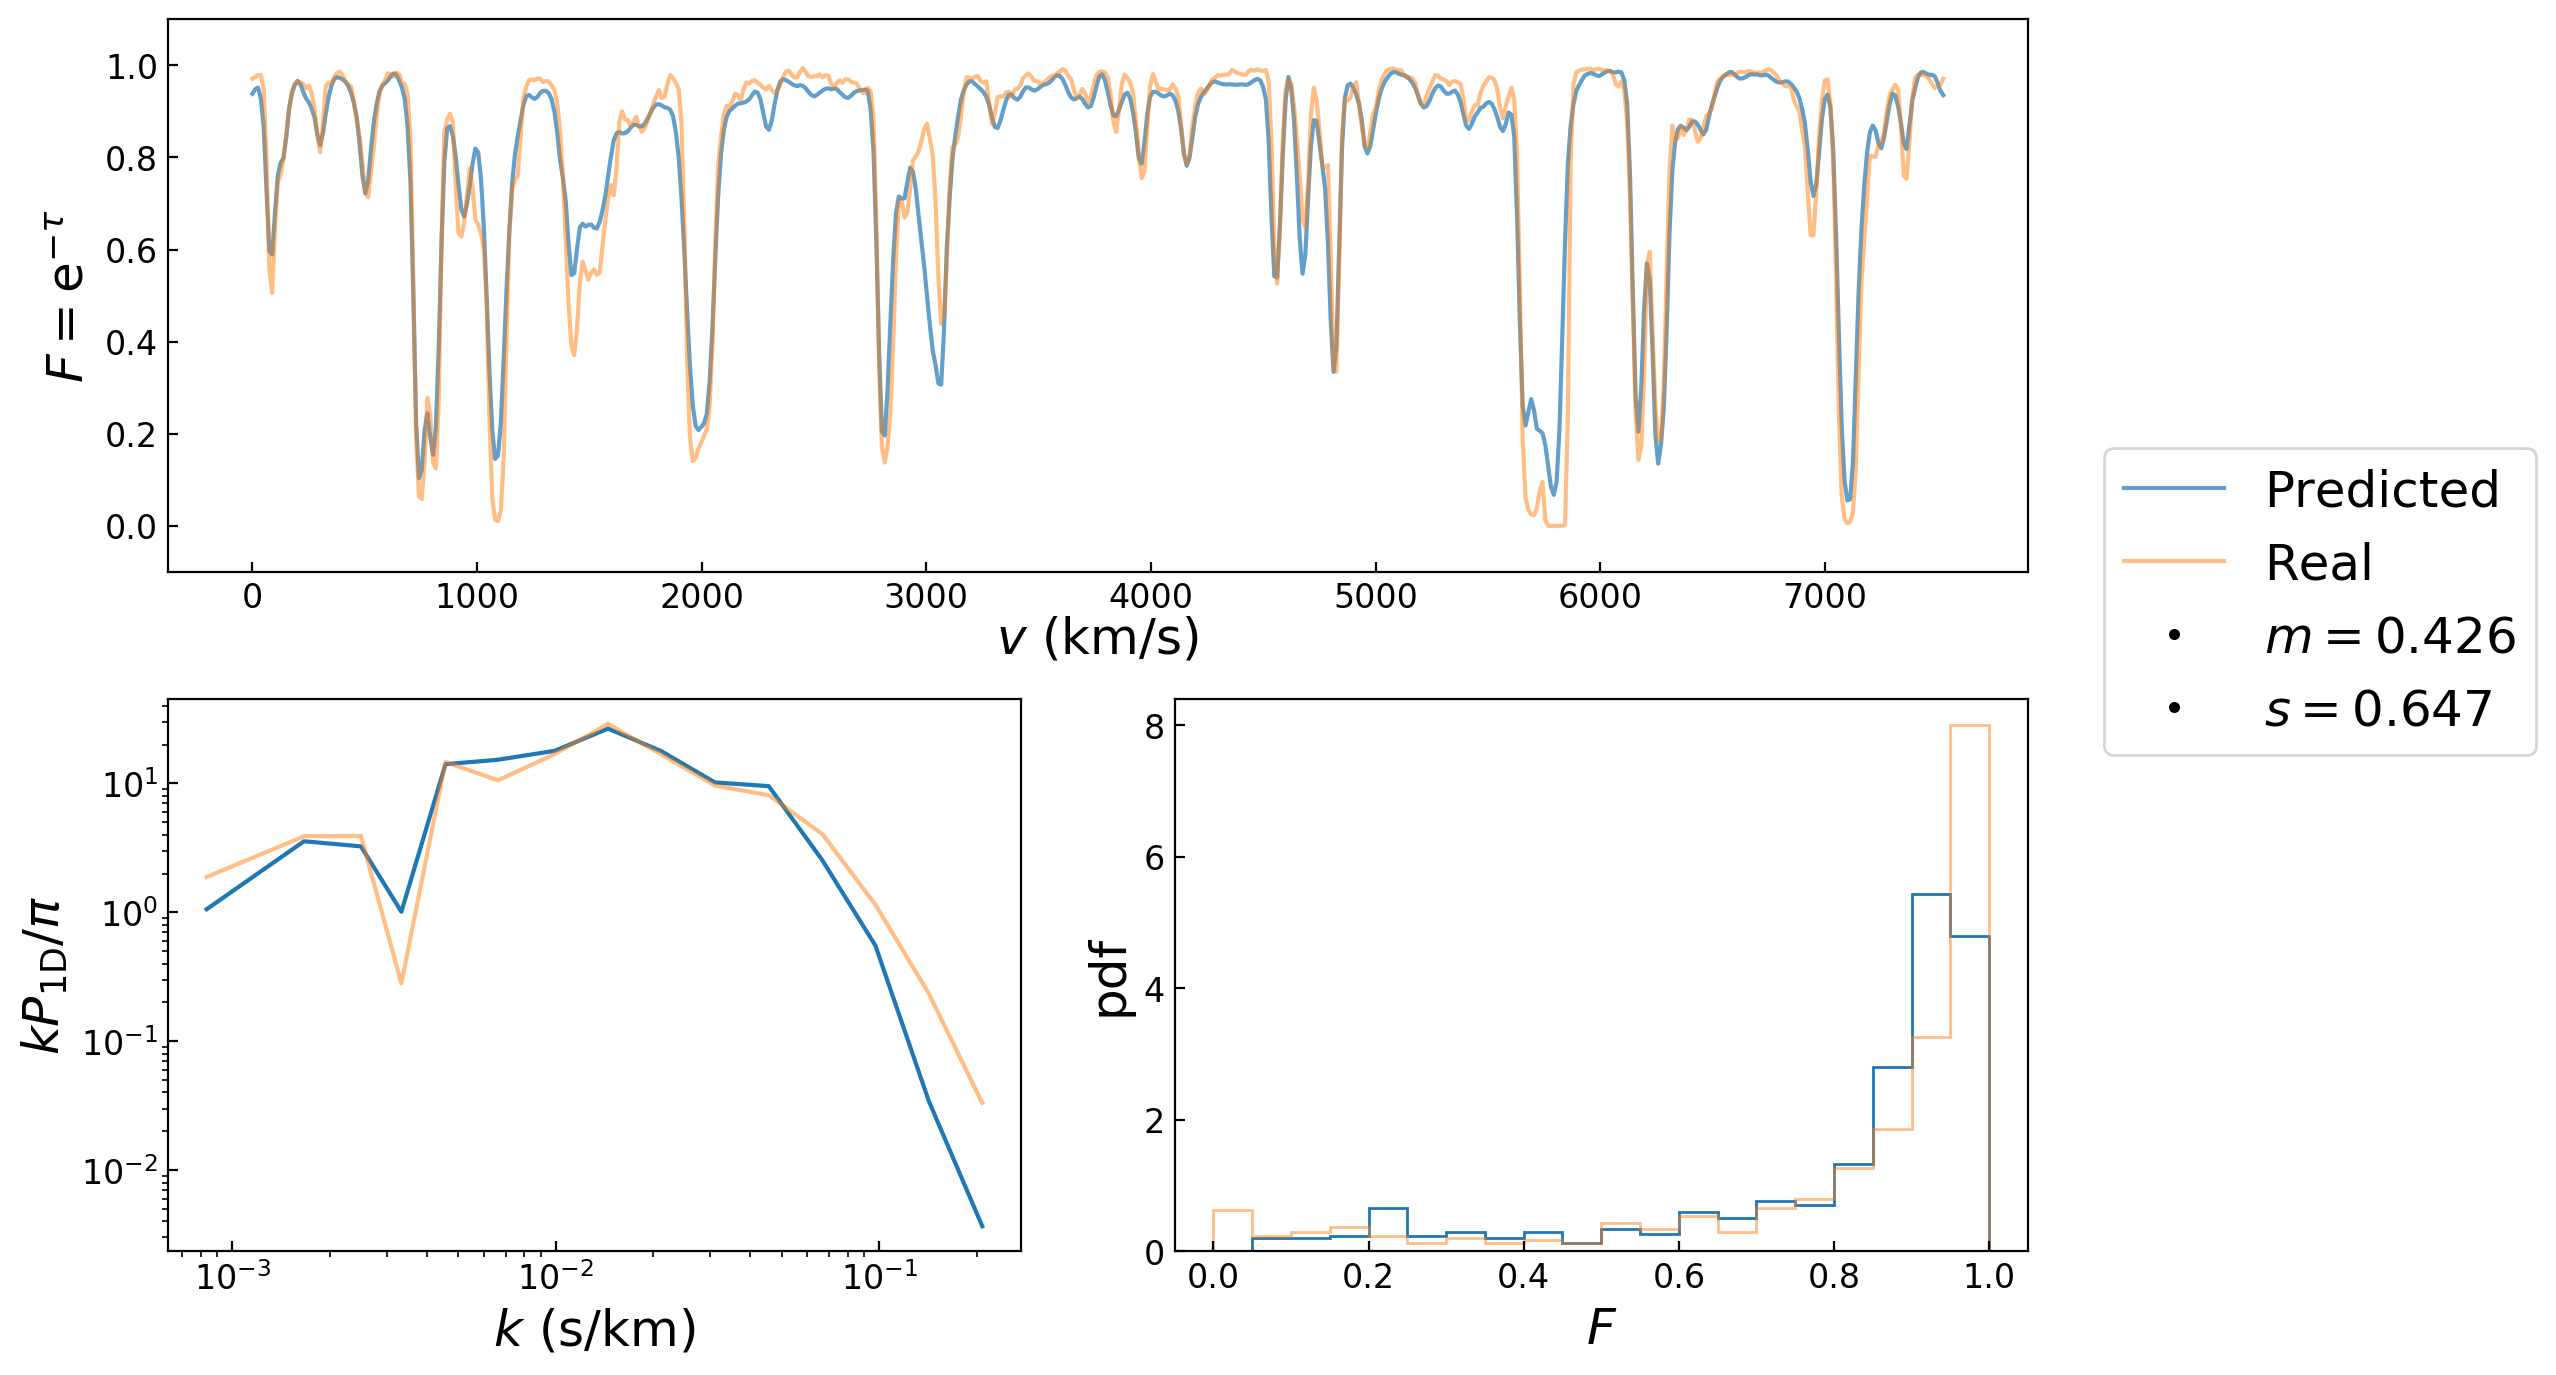 1.0
0.8
0.6
0.4
0.2
0.0
F = e^{-τ}
0 1000 2000 3000 4000 5000 6000 7000
v (km/s)
Predicted
Real
m = 0.426
s = 0.647
10^1
10^0
10^{-1}
10^{-2}
kP_{1D}/π
10^{-3} 10^{-2} 10^{-1}
k (s/km)
8
6
4
2
0
pdf
0.0 0.2 0.4 0.6 0.8 1.0
F